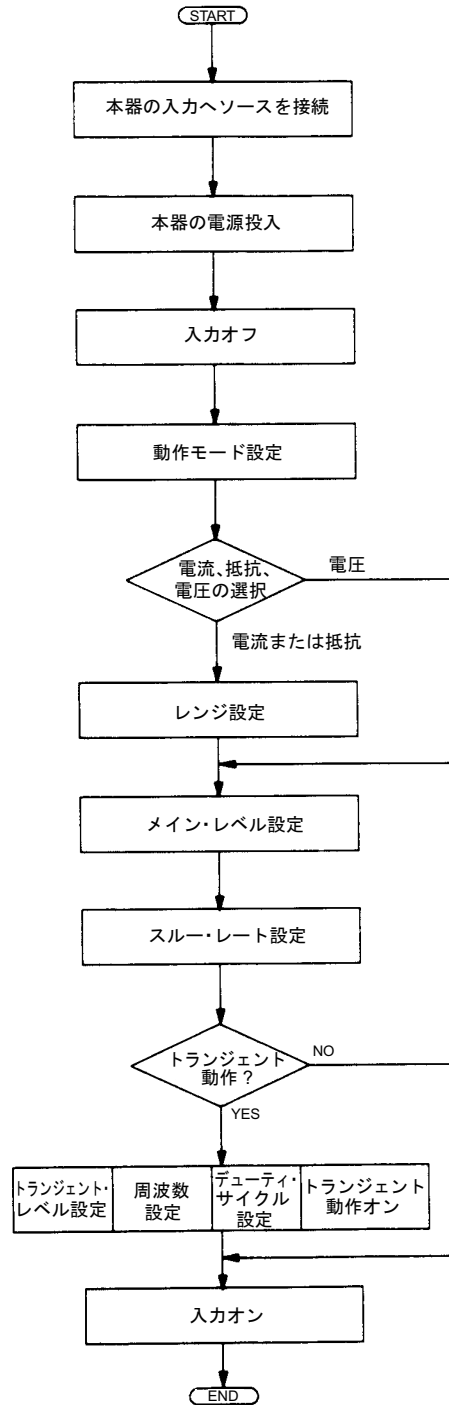 START
本器の入力へソースを接続
本器の電源投入
入力オフ
動作モード設定
電流、抵抗、
電圧の選択
電圧
電流または抵抗
レンジ設定
メイン・レベル設定
スルー・レート設定
トランジェント
動作？
NO
YES
トランジェント・
レベル設定
周波数
設定
デューティ・
サイクル
設定
トランジェント
動作オン
入力オン
END